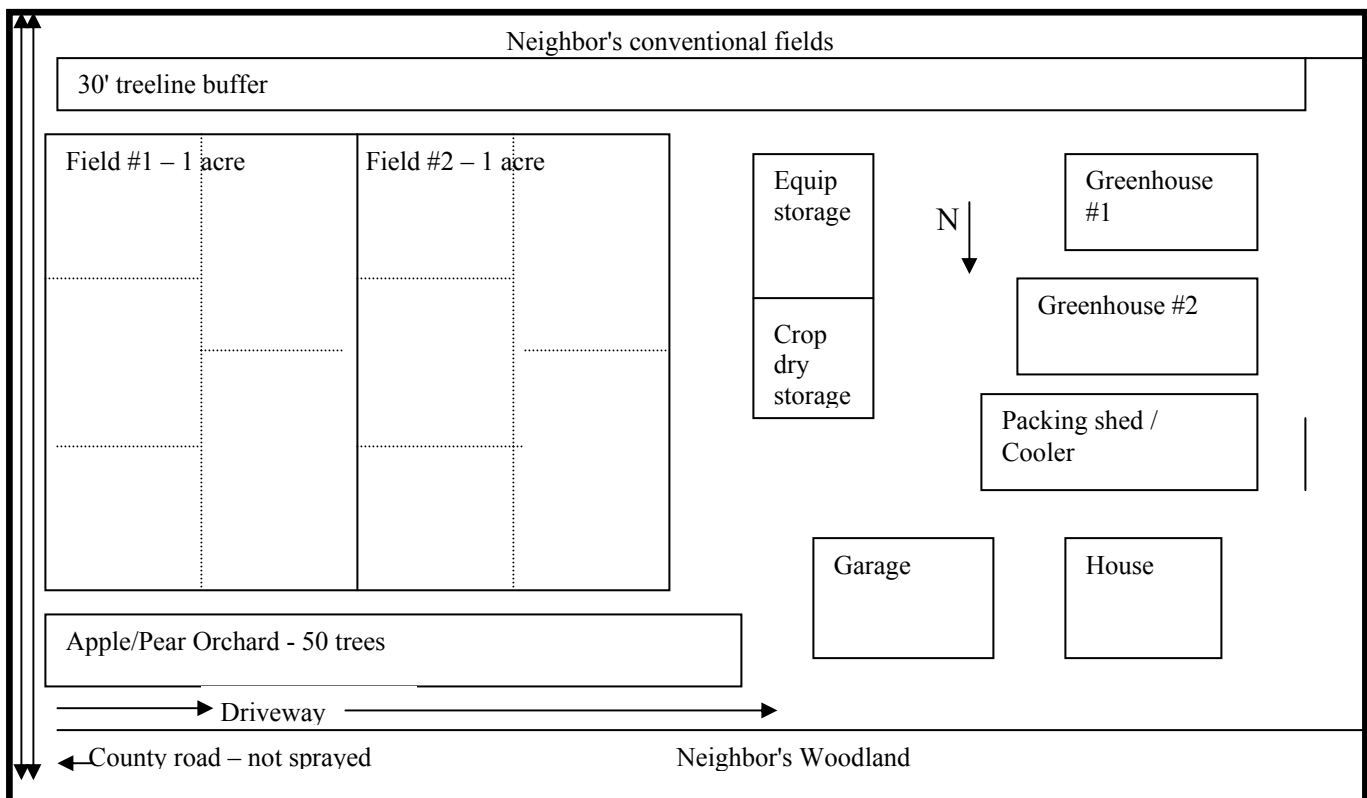 Neighbor's conventional fields
30' treeline buffer
Field #1 – 1 acre
Field #2 – 1 acre
Equip
storage
Crop
dry
storage
N
Greenhouse
#1
Greenhouse #2
Packing shed /
Cooler
Garage
House
Apple/Pear Orchard - 50 trees
Driveway
County road – not sprayed
Neighbor's Woodland